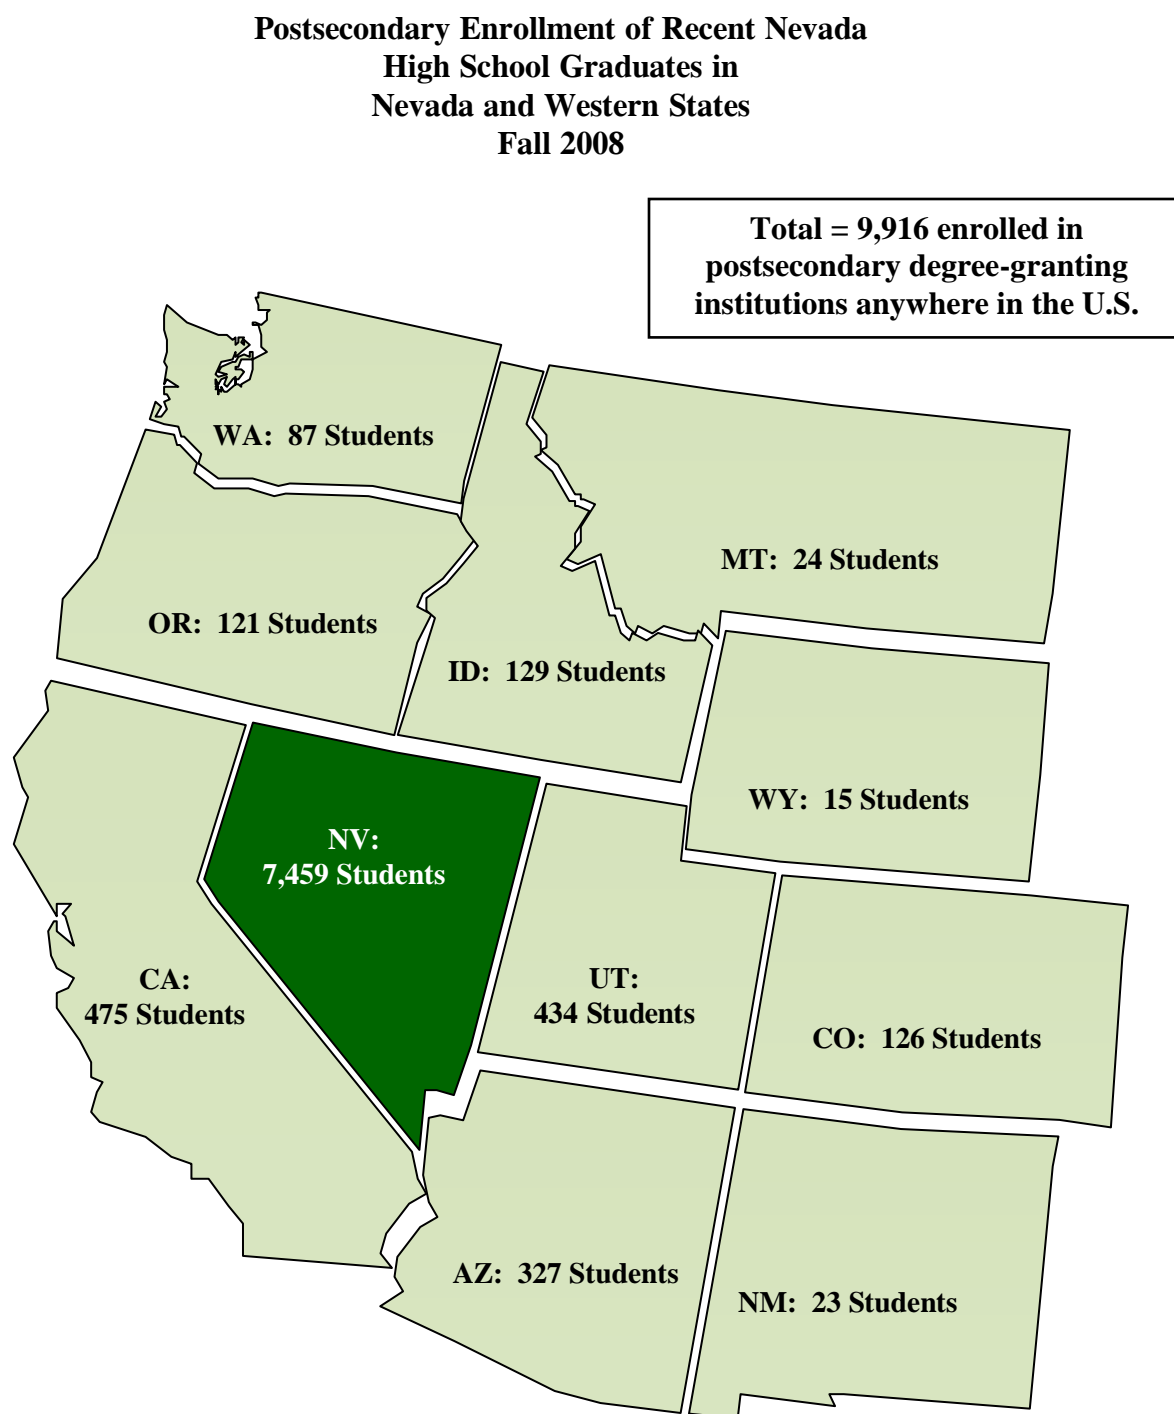 Postsecondary Enrollment of Recent Nevada
High School Graduates in
Nevada and Western States
Fall 2008
Total = 9,916 enrolled in
postsecondary degree-granting
institutions anywhere in the U.S.
WA: 87 Students
MT: 24 Students
OR: 121 Students
ID: 129 Students
WY: 15 Students
NV:
7,459 Students
CA:
475 Students
UT:
434 Students
CO: 126 Students
AZ: 327 Students
NM: 23 Students